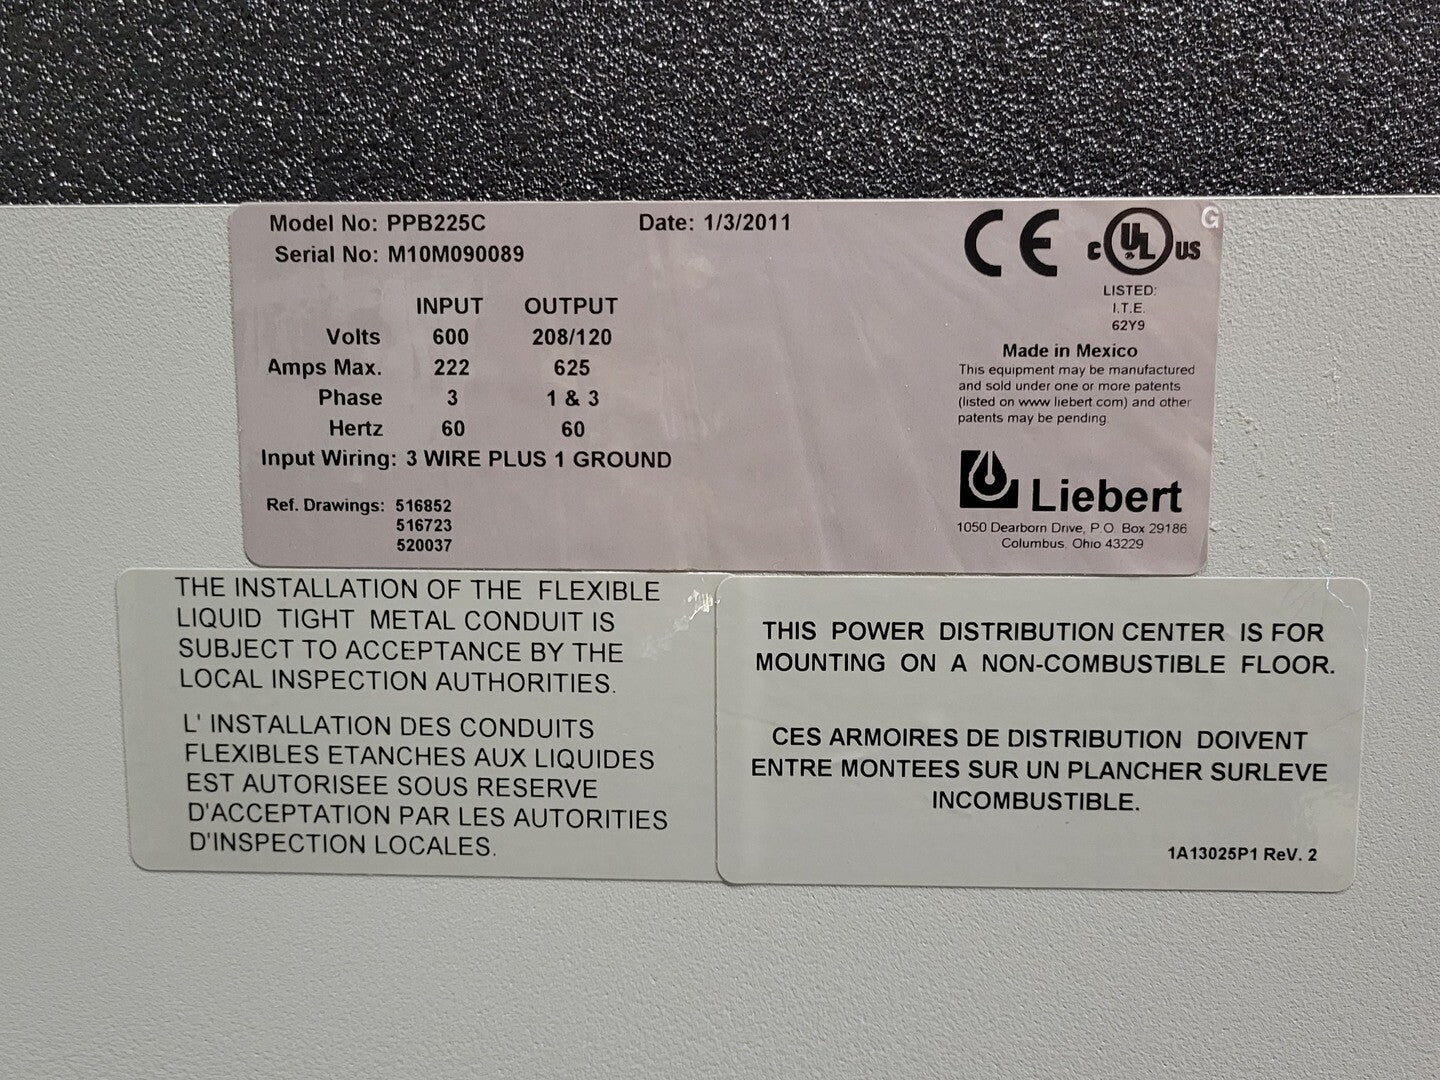 Model No: PPB225C
Date: 1/3/2011
Serial No: M10M090089
INPUT OUTPUT
Volts 600 208/120
Amps Max. 222 625
Phase 3 1 & 3
Hertz 60 60
Input Wiring: 3 WIRE PLUS 1 GROUND
Ref. Drawings: 516852
516723
520037
CE
G
c UL US
LISTED:
I.T.E.
62Y9
Made in Mexico
This equipment may be manufactured
and sold under one or more patents
(listed on www liebert com) and other
patents may be pending
Liebert
1050 Dearborn Drive, P.O. Box 29186
Columbus, Ohio 43229
THE INSTALLATION OF THE FLEXIBLE
LIQUID TIGHT METAL CONDUIT IS
SUBJECT TO ACCEPTANCE BY THE
LOCAL INSPECTION AUTHORITIES.
L' INSTALLATION DES CONDUITS
FLEXIBLES ETANCHES AUX LIQUIDES
EST AUTORISEE SOUS RESERVE
D'ACCEPTATION PAR LES AUTORITIES
D'INSPECTION LOCALES.
THIS POWER DISTRIBUTION CENTER IS FOR
MOUNTING ON A NON-COMBUSTIBLE FLOOR.
CES ARMOIRES DE DISTRIBUTION DOIVENT
ENTRE MONTEES SUR UN PLANCHER SURLEVE
INCOMBUSTIBLE.
1A13025P1 ReV. 2